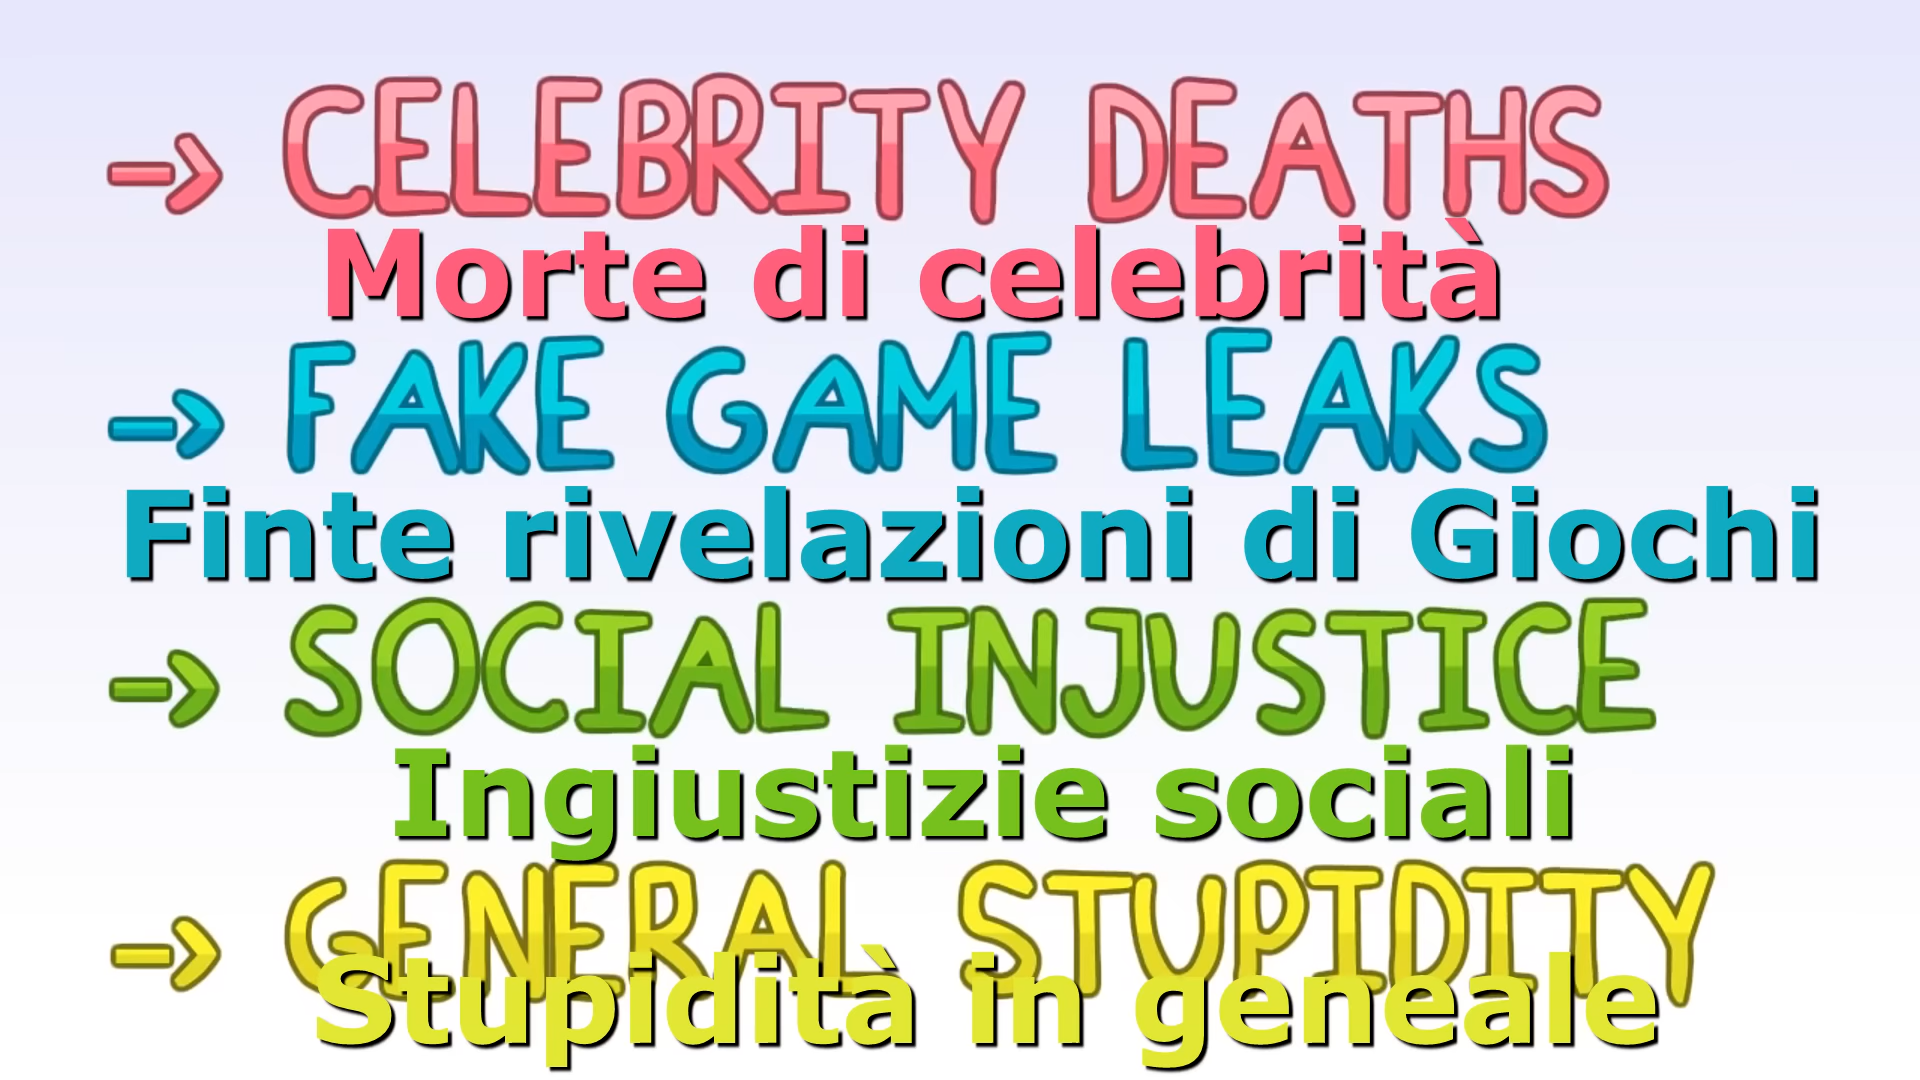 → CELEBRITY DEATHS
Morte di celebrità
→ FAKE GAME LEAKS
Finte rivelazioni di Giochi
→ SOCIAL INJUSTICE
Ingiustizie sociali
→ GENERAL STUPIDITY
Stupidità in geneale